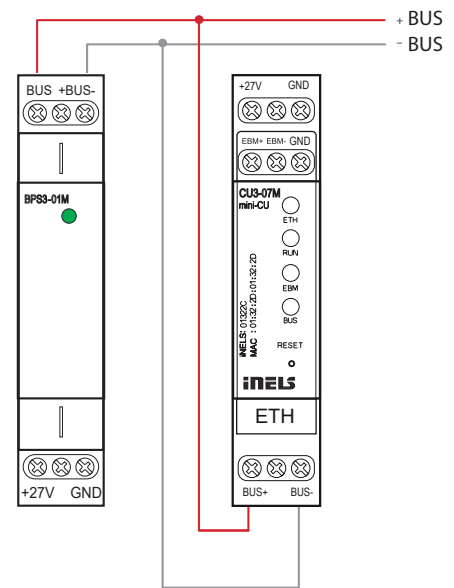 + BUS
- BUS
BUS +BUS-
BPS3-01M
+27V GND
+27V GND
EBM+ EBM- GND
CU3-07M
mini-CU
ETH
RUN
EBM
BUS
iNELS: 01322C
MAC : 01:32:2D:01:32:2D
RESET
iNELS
ETH
BUS+ BUS-